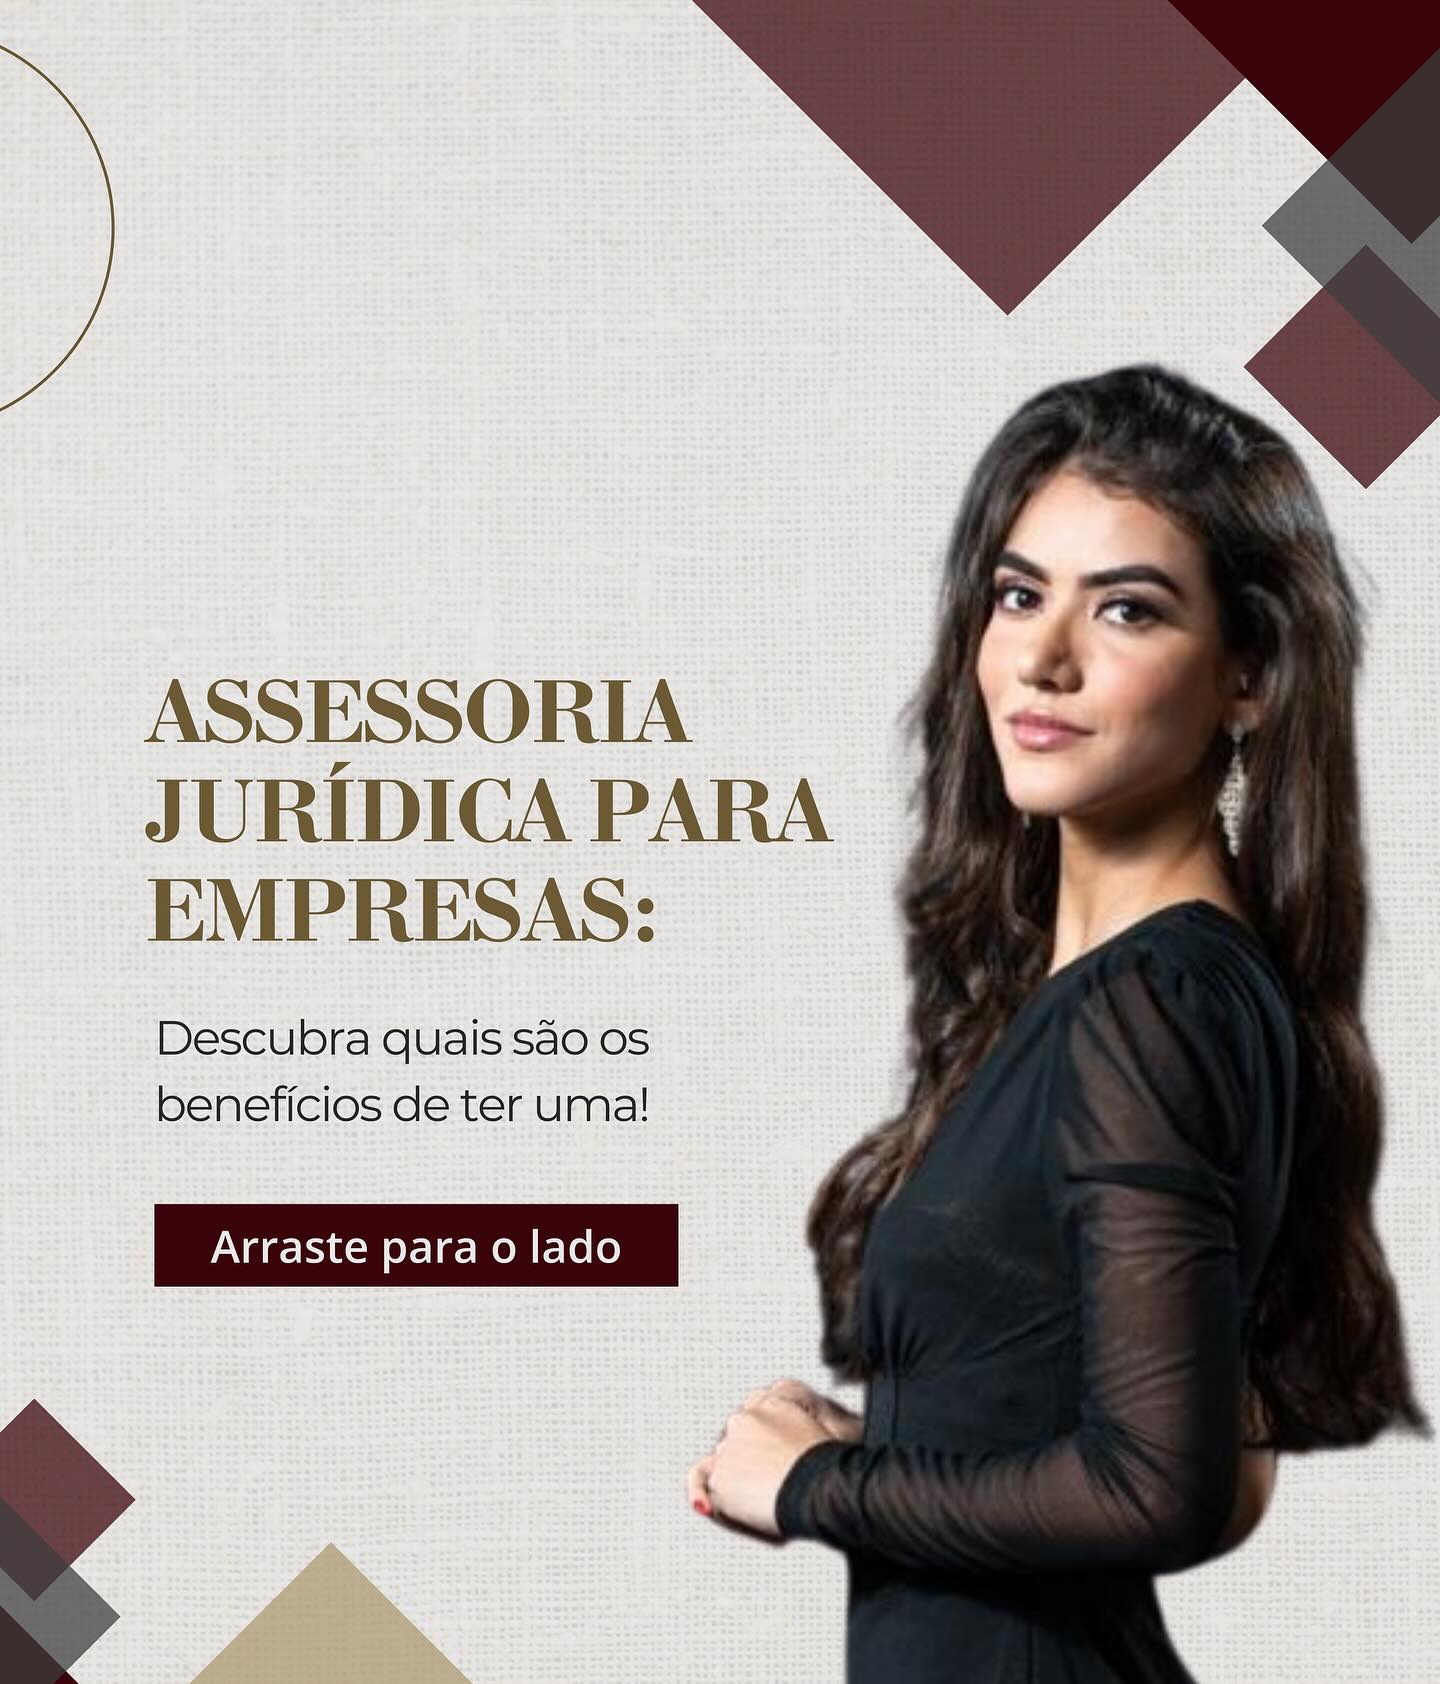 ASSESSORIA
JURÍDICA PARA
EMPRESAS:
Descubra quais são os
benefícios de ter uma!
Arraste para o lado